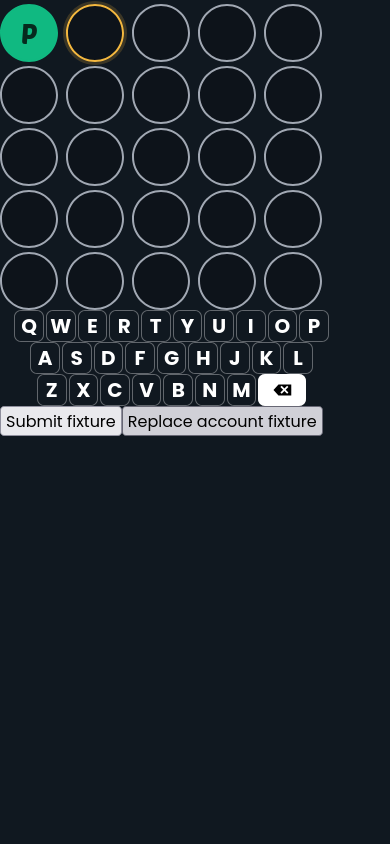 P
Q W E R T Y U I O P
A S D F G H J K L
Z X C V B N M
Submit fixture Replace account fixture